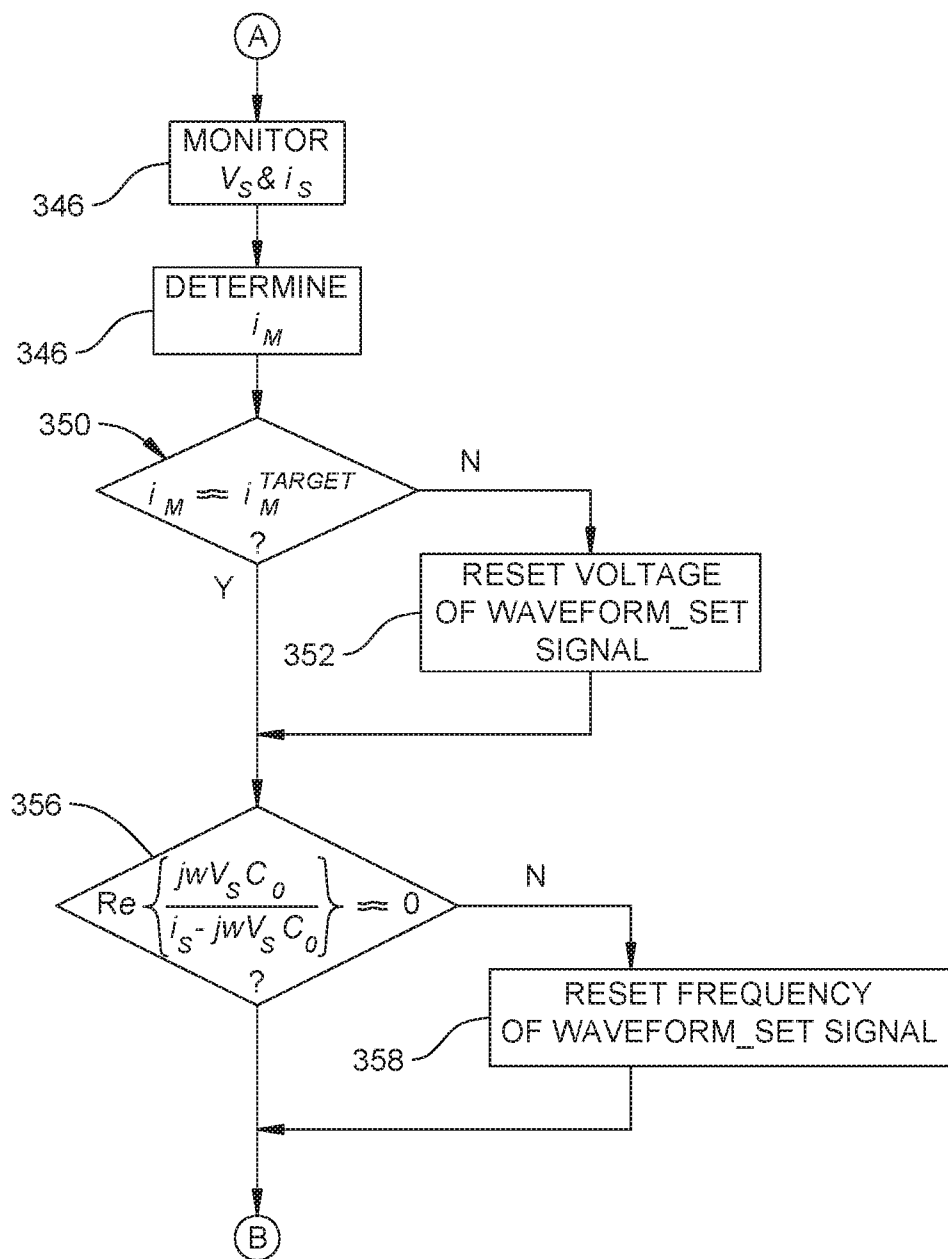 A
MONITOR
V_S & i_S
346
DETERMINE
i_M
346
350
i_M ≈ i_M^TARGET
?
N
Y
RESET VOLTAGE
OF WAVEFORM_SET
SIGNAL
352
356
Re{jwV_S C_0 / i_S - jwV_S C_0} ≈ 0
?
N
RESET FREQUENCY
OF WAVEFORM_SET SIGNAL
358
B